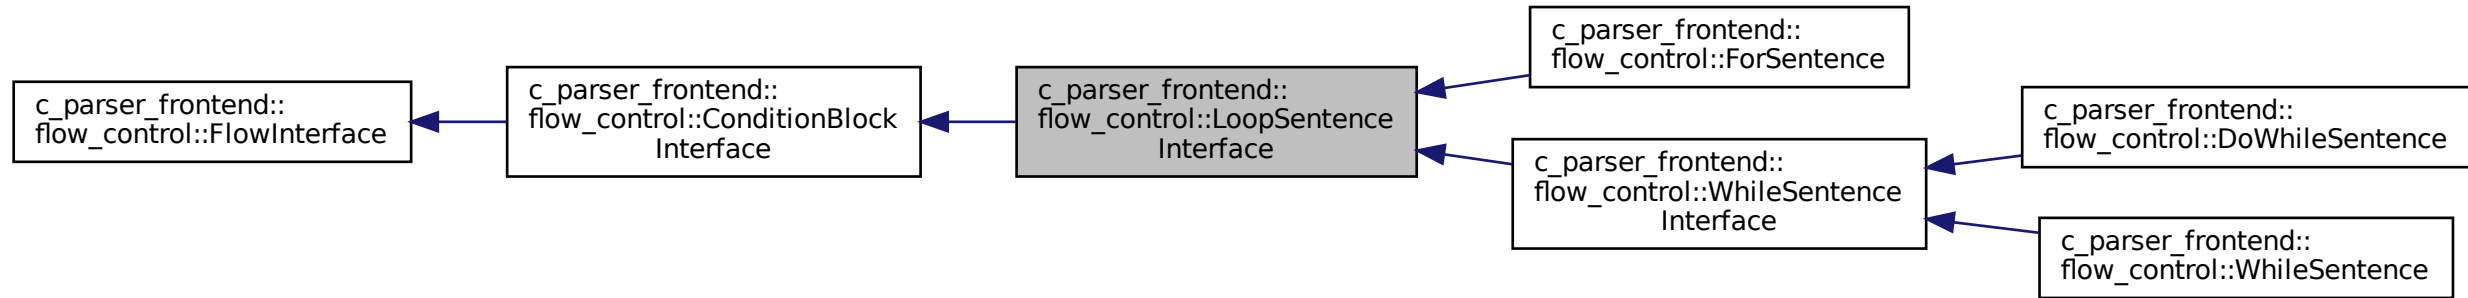 c_parser_frontend::
flow_control::FlowInterface
c_parser_frontend::
flow_control::ConditionBlock
Interface
c_parser_frontend::
flow_control::LoopSentence
Interface
c_parser_frontend::
flow_control::ForSentence
c_parser_frontend::
flow_control::WhileSentence
Interface
c_parser_frontend::
flow_control::DoWhileSentence
c_parser_frontend::
flow_control::WhileSentence